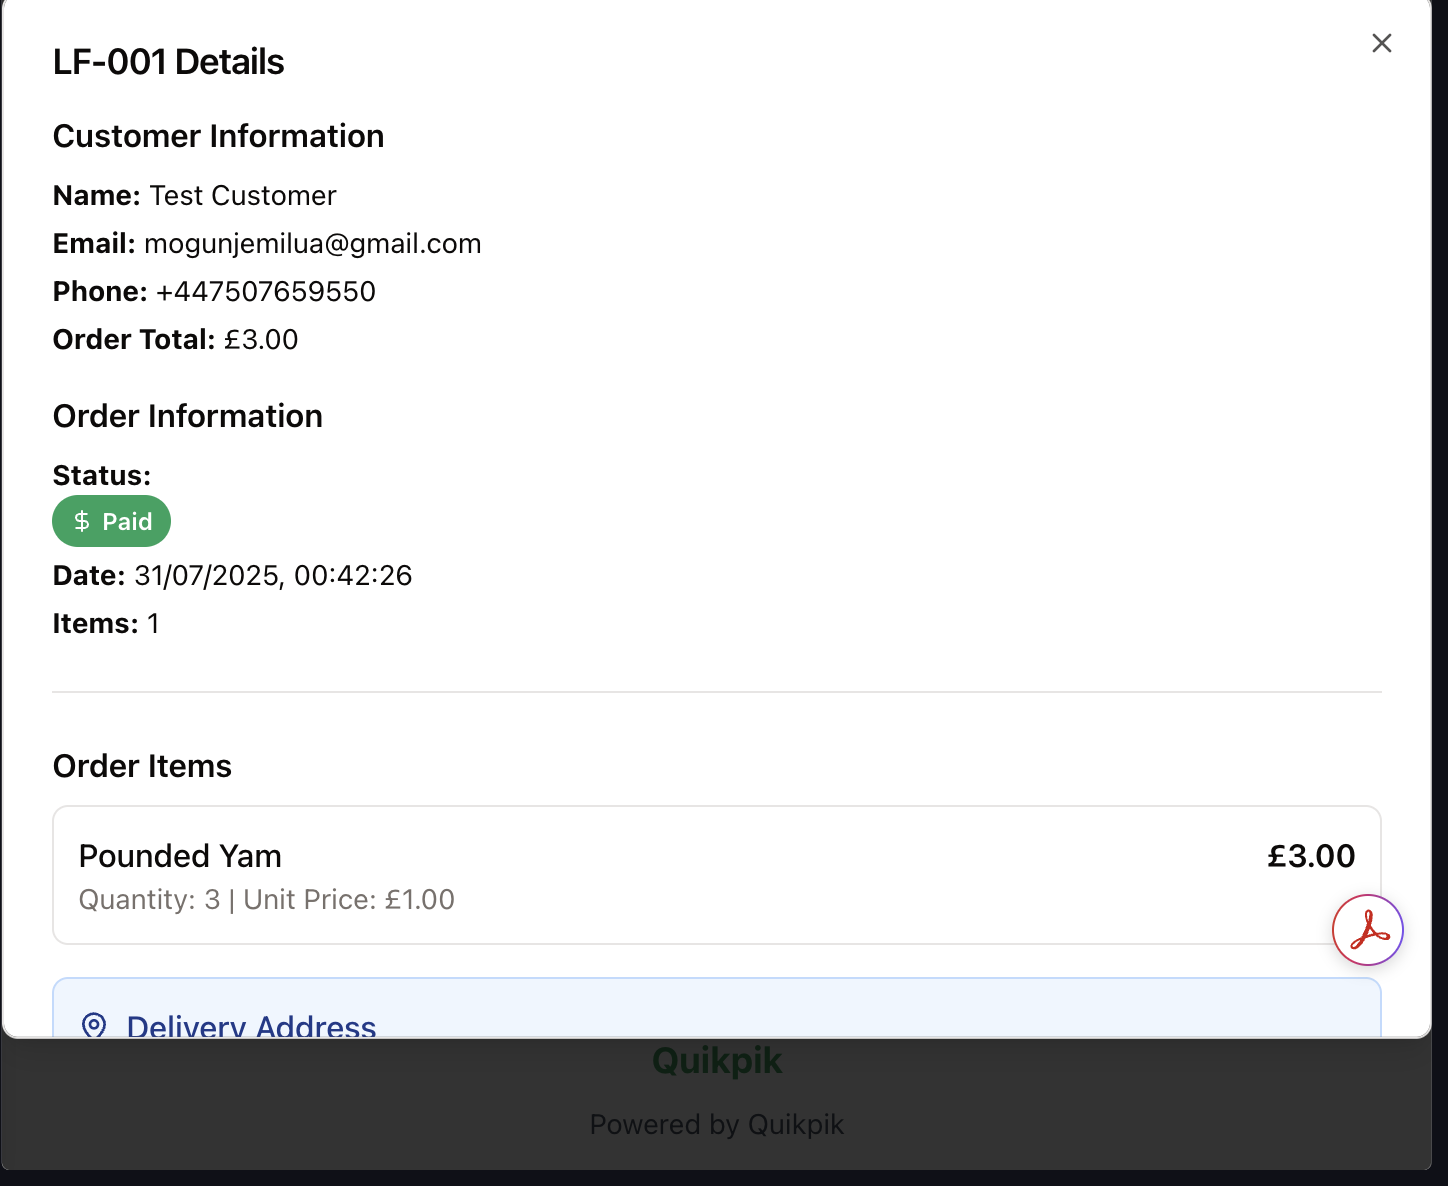 LF-001 Details
Customer Information
Name: Test Customer
Email: mogunjemilua@gmail.com
Phone: +447507659550
Order Total: £3.00
Order Information
Status:
$ Paid
Date: 31/07/2025, 00:42:26
Items: 1
Order Items
Pounded Yam
£3.00
Quantity: 3 | Unit Price: £1.00
Delivery Address
Quikpik
Powered by Quikpik